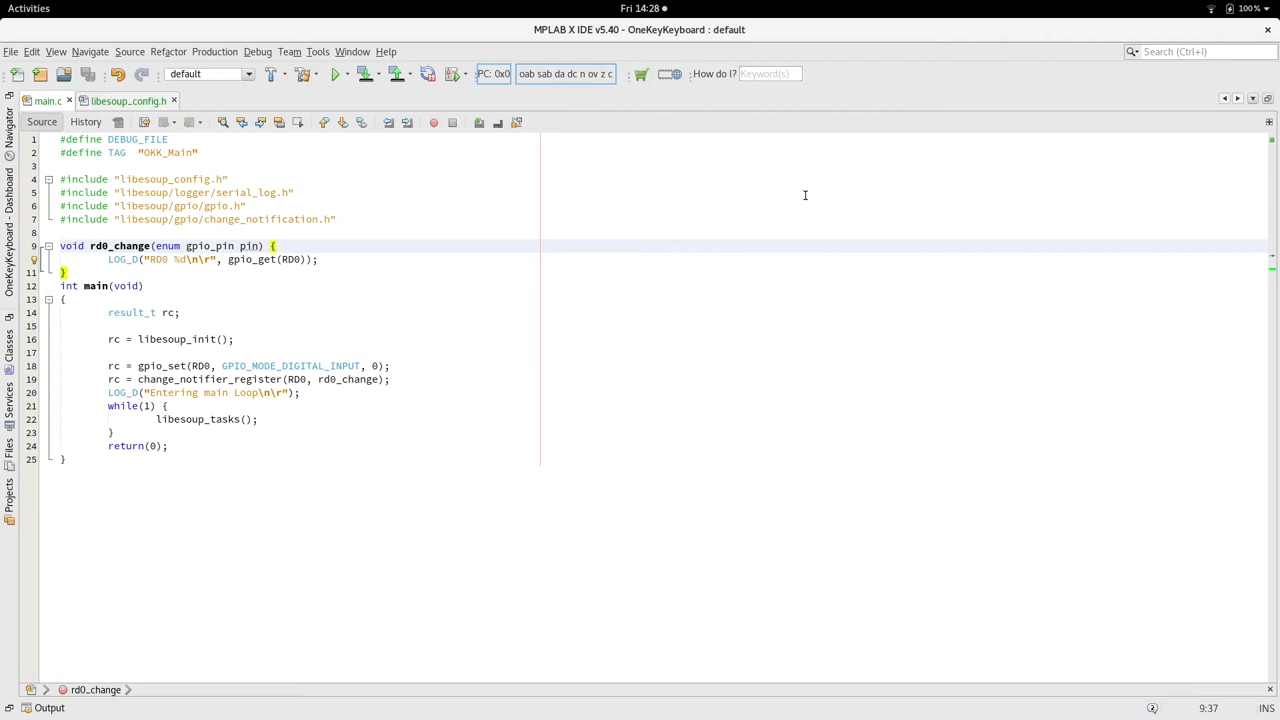 Activities
Fri 14:28
100%
MPLAB X IDE v5.40 - OneKeyKeyboard : default
File Edit View Navigate Source Refactor Production Debug Team Tools Window Help
Search (Ctrl+I)
default
PC: 0x0
oab sab da dc n ov z c
How do I?
Keyword(s)
main.c
libesoup_config.h
Source
History
Navigator
OneKeyKeyboard - Dashboard
Classes
Services
Files
Projects
1 #define DEBUG_FILE
2 #define TAG "OKK_Main"
3
4 #include "libesoup_config.h"
5 #include "libesoup/logger/serial_log.h"
6 #include "libesoup/gpio/gpio.h"
7 #include "libesoup/gpio/change_notification.h"
8
9 void rd0_change(enum gpio_pin pin) {
LOG_D("RD0 %d\n\r", gpio_get(RD0));
11 }
12 int main(void)
13 {
14 result_t rc;
15
16 rc = libesoup_init();
17
18 rc = gpio_set(RD0, GPIO_MODE_DIGITAL_INPUT, 0);
19 rc = change_notifier_register(RD0, rd0_change);
20 LOG_D("Entering main Loop\n\r");
21 while(1) {
22 libesoup_tasks();
23 }
24 return(0);
25 }
rd0_change
Output
9:37
INS